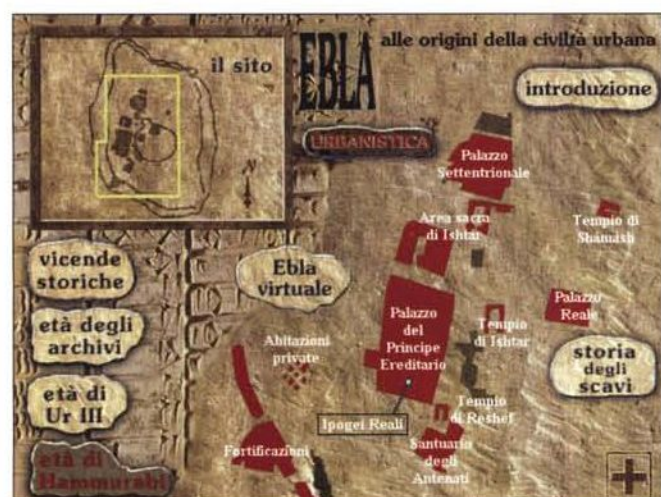 il sito
EBLA
alle origini della civiltà urbana
introduzione
URBANISTICA
Palazzo
Settentrionale
Area sacra
di Ishtar
Tempio di
Shamash
vicende
storiche
Ebla
virtuale
Palazzo
Reale
Palazzo
del
Principe
Ereditario
Tempio
di Ishtar
età degli
archivi
Abitazioni
private
storia
degli
scavi
età di
Ur III
Tempio
di Reshef
Ipogei Reali
Fortificazioni
Santuario
degli
Antenati
età di
Hammurabi
N